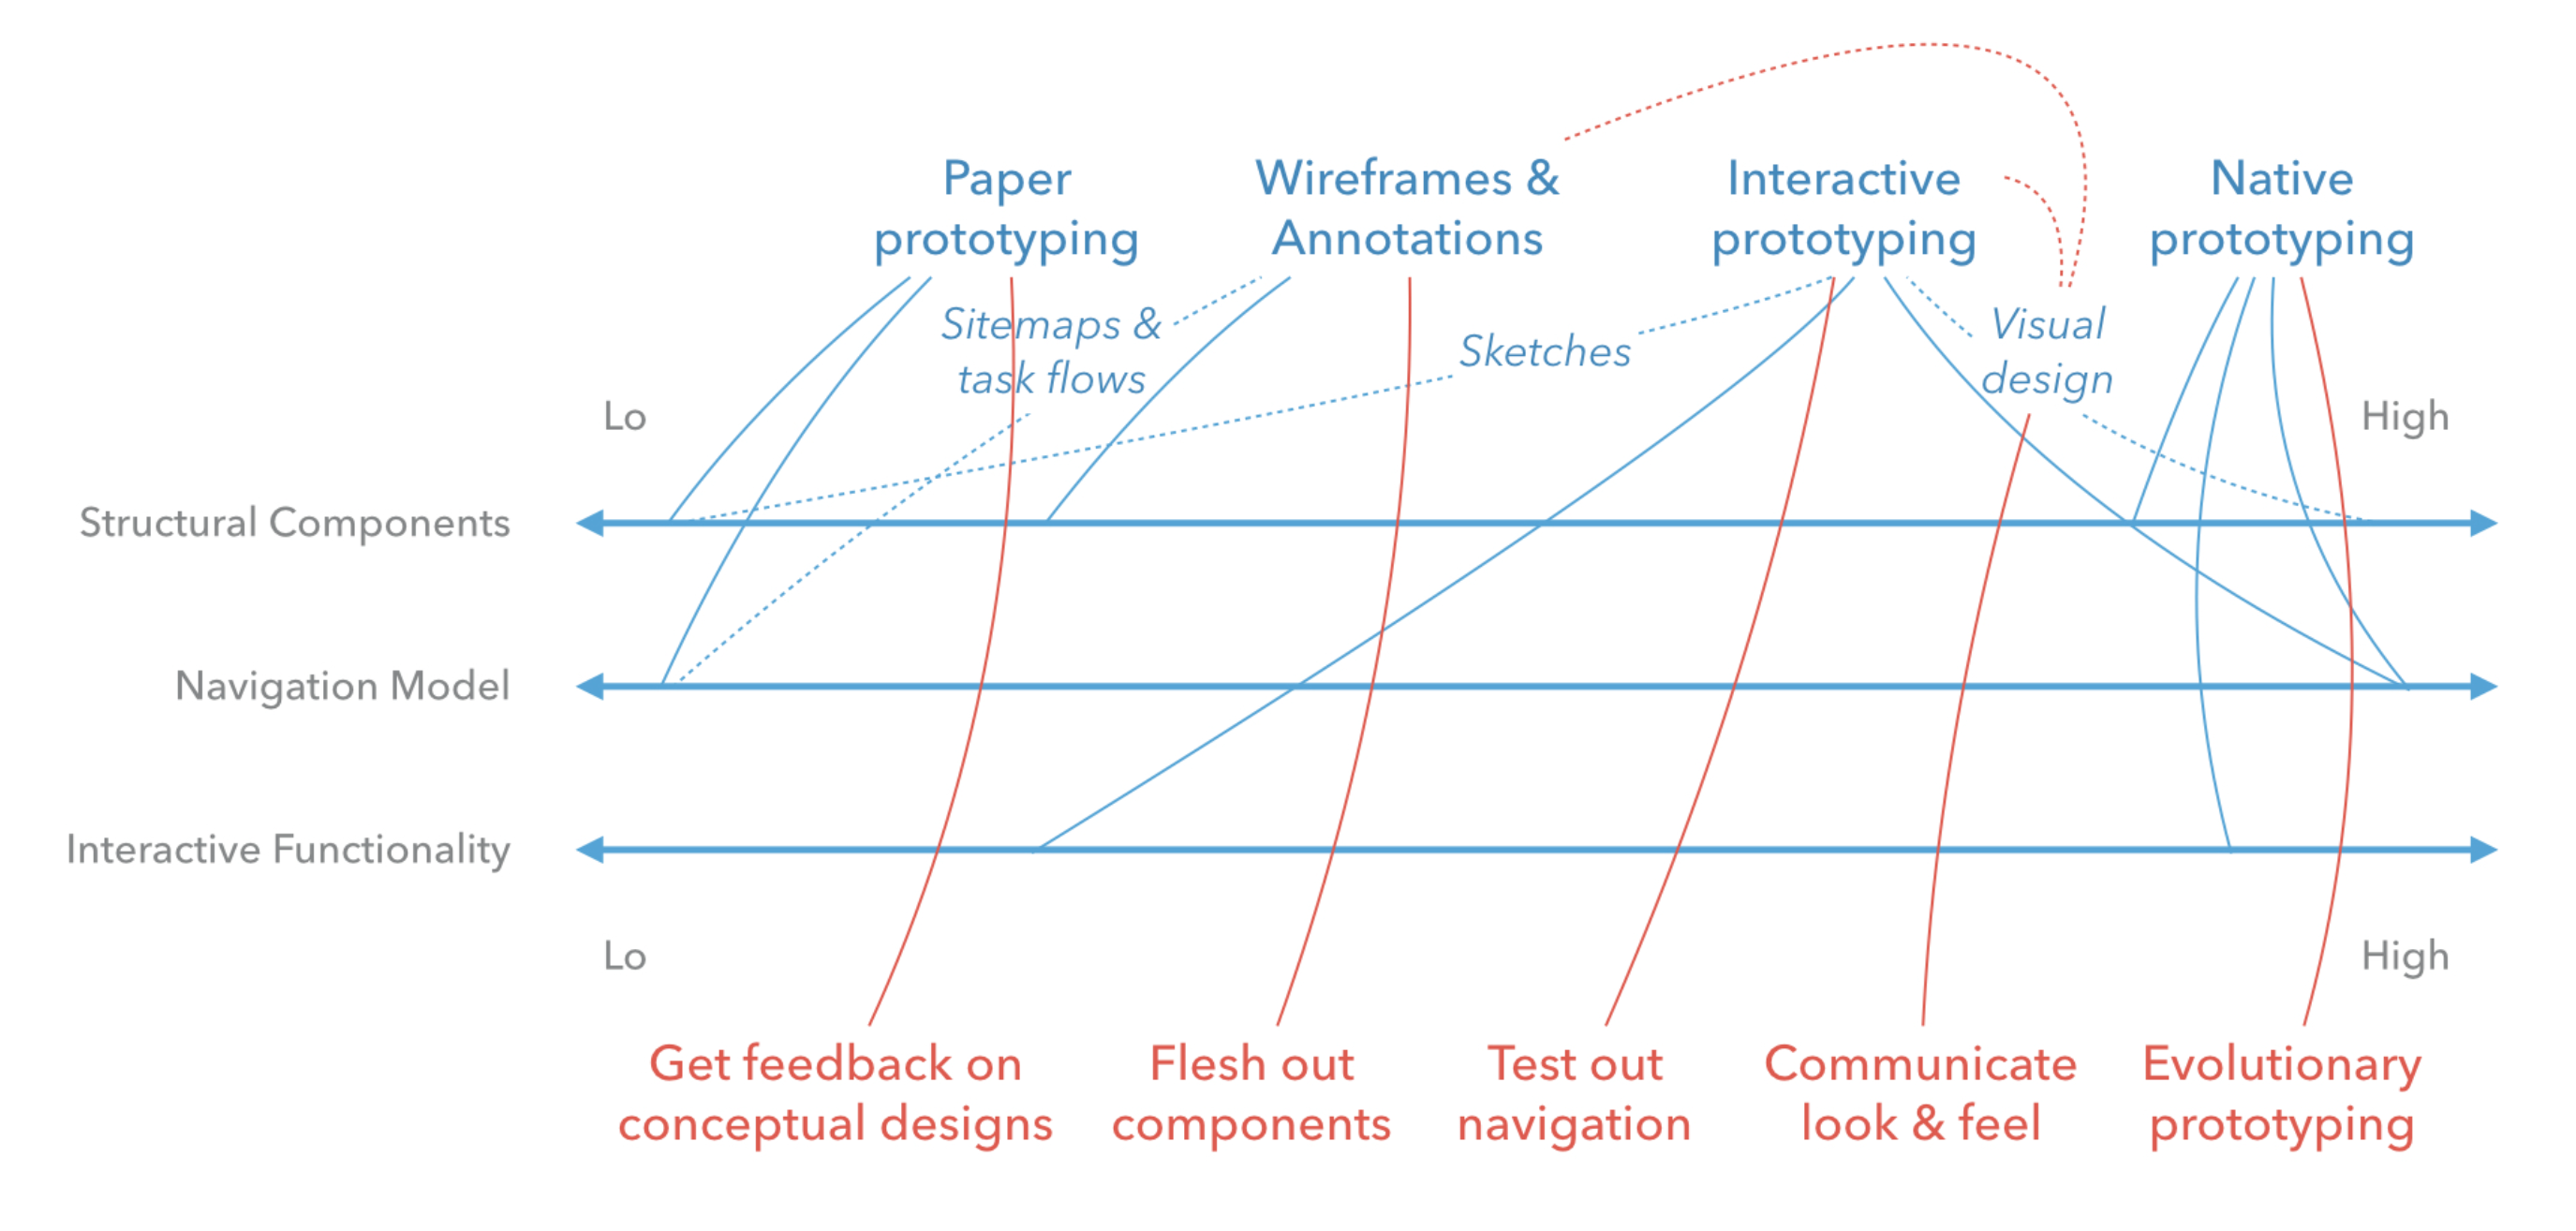 Paper
prototyping
Wireframes &
Annotations
Interactive
prototyping
Native
prototyping
Sitemaps &
task flows
Sketches
Visual
design
Lo
High
Structural Components
Navigation Model
Interactive Functionality
Lo
High
Get feedback on
conceptual designs
Flesh out
components
Test out
navigation
Communicate
look & feel
Evolutionary
prototyping